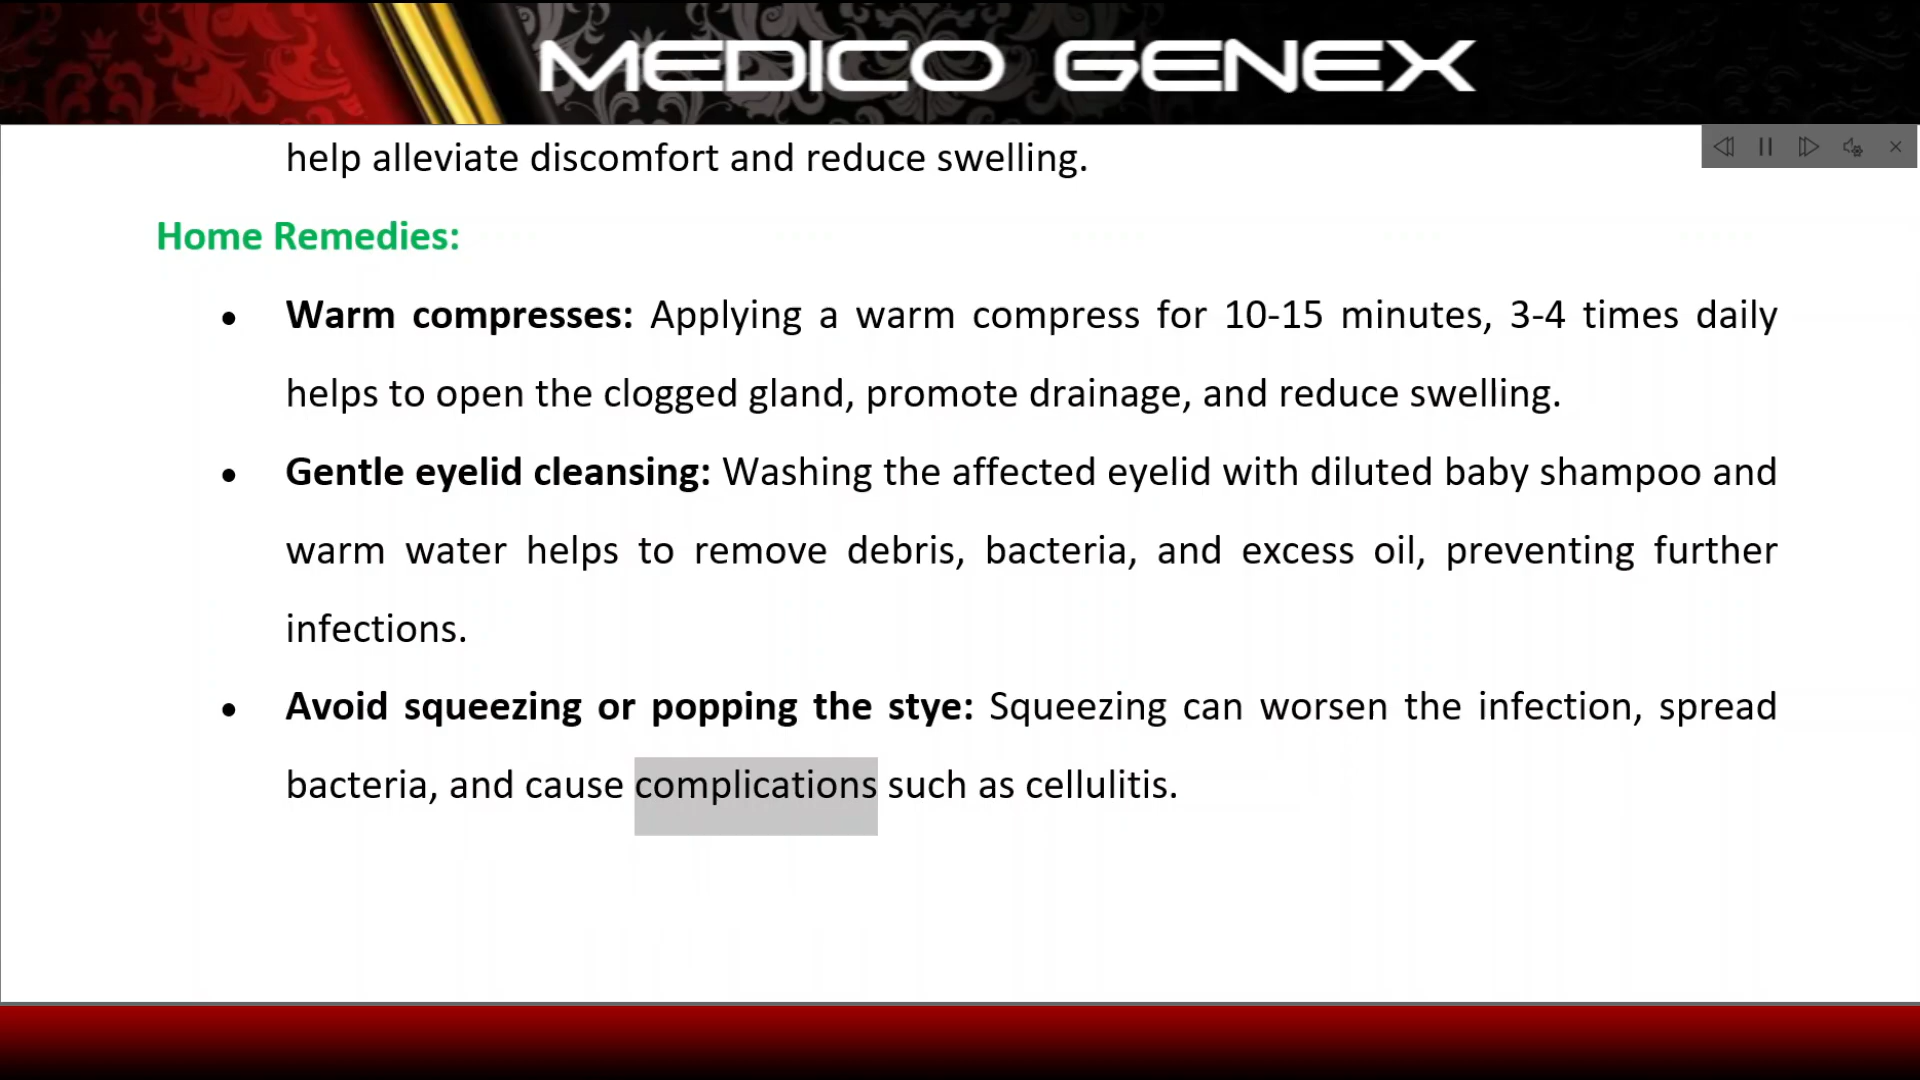 MEDICO GENEX
help alleviate discomfort and reduce swelling.
Home Remedies:
• Warm compresses: Applying a warm compress for 10-15 minutes, 3-4 times daily
helps to open the clogged gland, promote drainage, and reduce swelling.
• Gentle eyelid cleansing: Washing the affected eyelid with diluted baby shampoo and
warm water helps to remove debris, bacteria, and excess oil, preventing further
infections.
• Avoid squeezing or popping the stye: Squeezing can worsen the infection, spread
bacteria, and cause complications such as cellulitis.